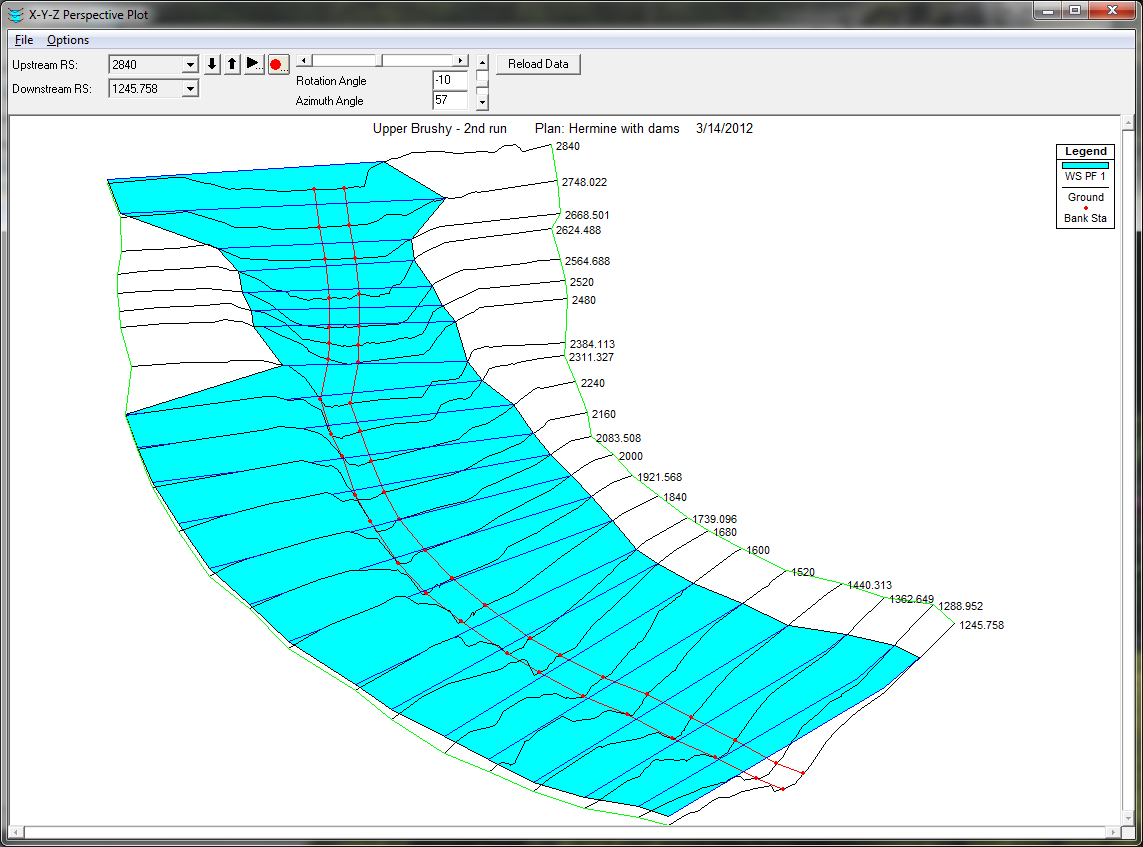 X-Y-Z Perspective Plot
File Options
Upstream RS: 2840
Downstream RS: 1245.758
Rotation Angle -10
Azimuth Angle 57
Reload Data
Upper Brushy - 2nd run Plan: Hermine with dams 3/14/2012
Legend
WS PF 1
Ground
Bank Sta
2840
2748.022
2668.501
2624.488
2564.688
2520
2480
2384.113
2311.327
2240
2160
2083.508
2000
1921.568
1840
1739.096
1680
1600
1520
1440.313
1362.649
1288.952
1245.758